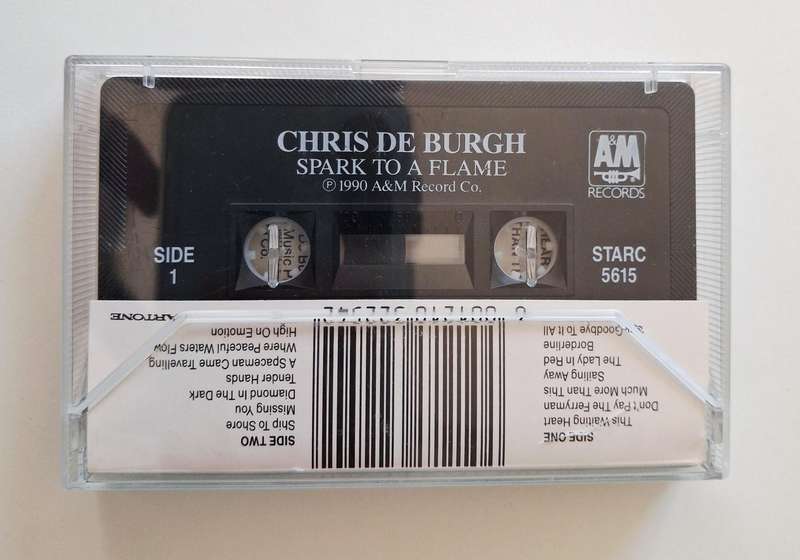 CHRIS DE BURGH
SPARK TO A FLAME
℗ 1990 A&M Record Co.
A&M
RECORDS
SIDE
1
STARC
5615
SIDE ONE
This Waiting Heart
Don't Pay The Ferryman
Much More Than This
Sailing Away
The Lady In Red
Borderline
Goodbye To It All
SIDE TWO
Ship To Shore
Missing You
Diamond In The Dark
Tender Hands
A Spaceman Came Travelling
Where Peaceful Waters Flow
High On Emotion
ARTONE